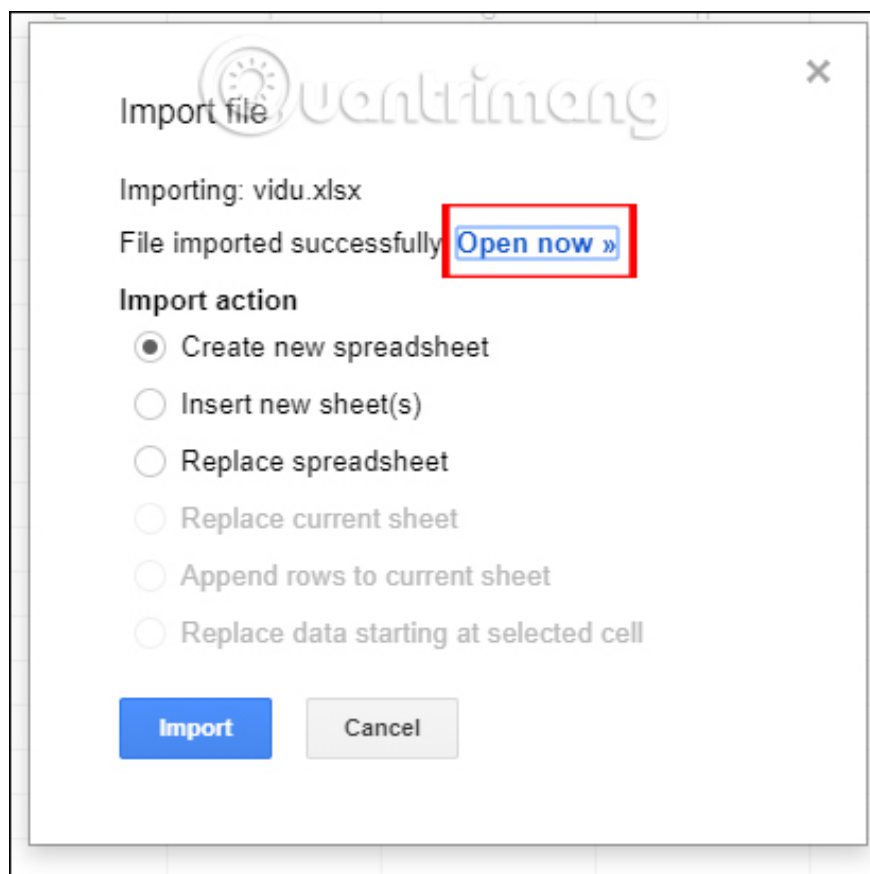 Quantrimang
Import file
Importing: vidu.xlsx
File imported successfully Open now »
Import action
Create new spreadsheet
Insert new sheet(s)
Replace spreadsheet
Replace current sheet
Append rows to current sheet
Replace data starting at selected cell
Import Cancel